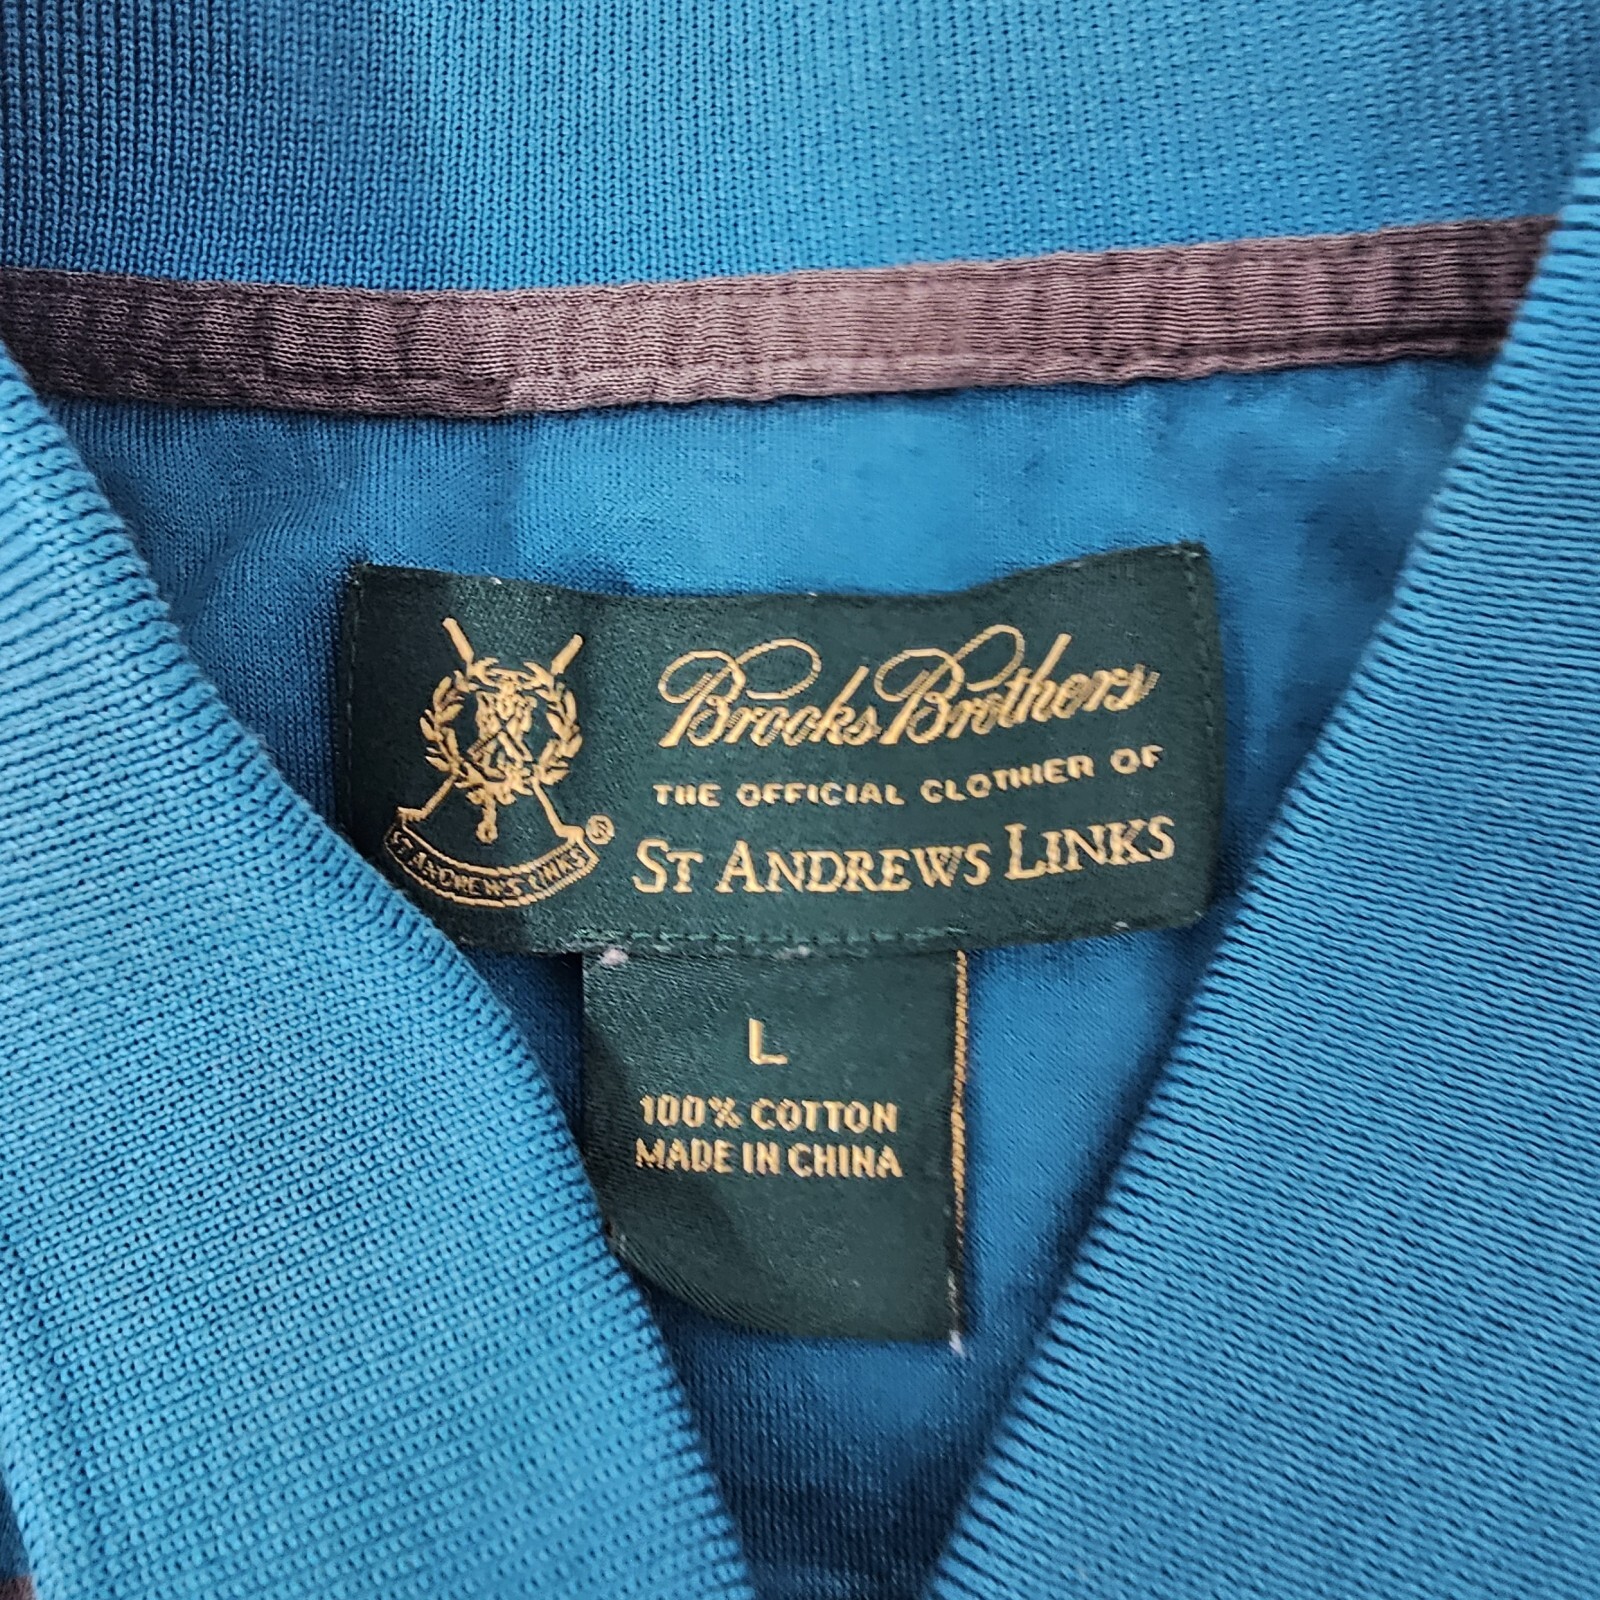 Brooks Brothers
THE OFFICIAL CLOTHIER OF
ST ANDREWS LINKS
ST ANDREWS LINKS ®
L
100% COTTON
MADE IN CHINA